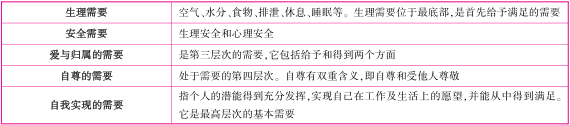 生理需要 空气、水分、食物、排泄、休息、睡眠等。生理需要位于最底部,是首先给予满足的需要
安全需要 生理安全和心理安全
爱与归属的需要 是第三层次的需要,它包括给予和得到两个方面
自尊的需要 处于需要的第四层次。自尊有双重含义,即自尊和受他人尊敬
自我实现的需要 指个人的潜能得到充分发挥,实现自己在工作及生活上的愿望,并能从中得到满足。
它是最高层次的基本需要